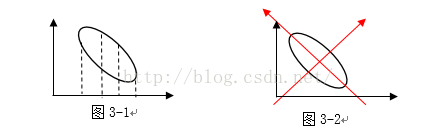 http://blog.csdn.net/
图 3-1
图 3-2